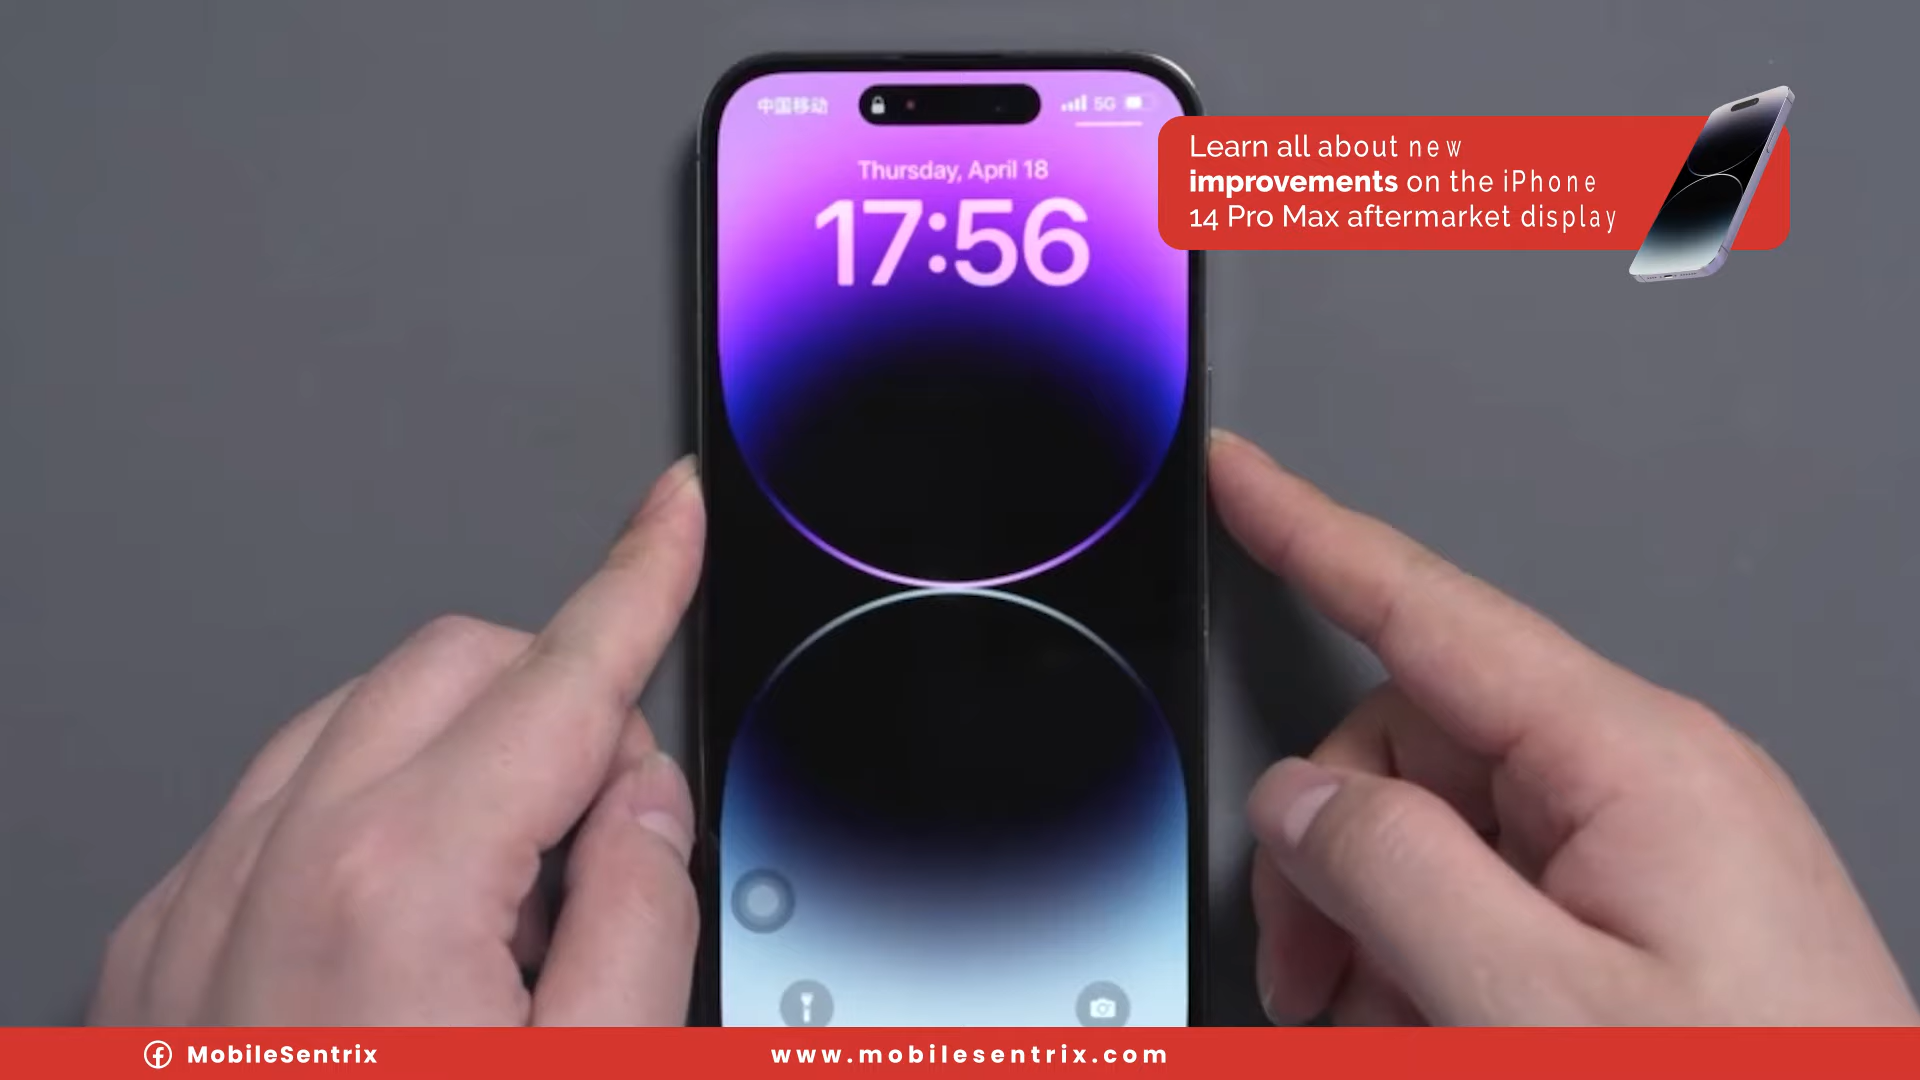 中国移动
5G
Thursday, April 18
17:56
Learn all about new
improvements on the iPhone
14 Pro Max aftermarket display
MobileSentrix
www.mobilesentrix.com